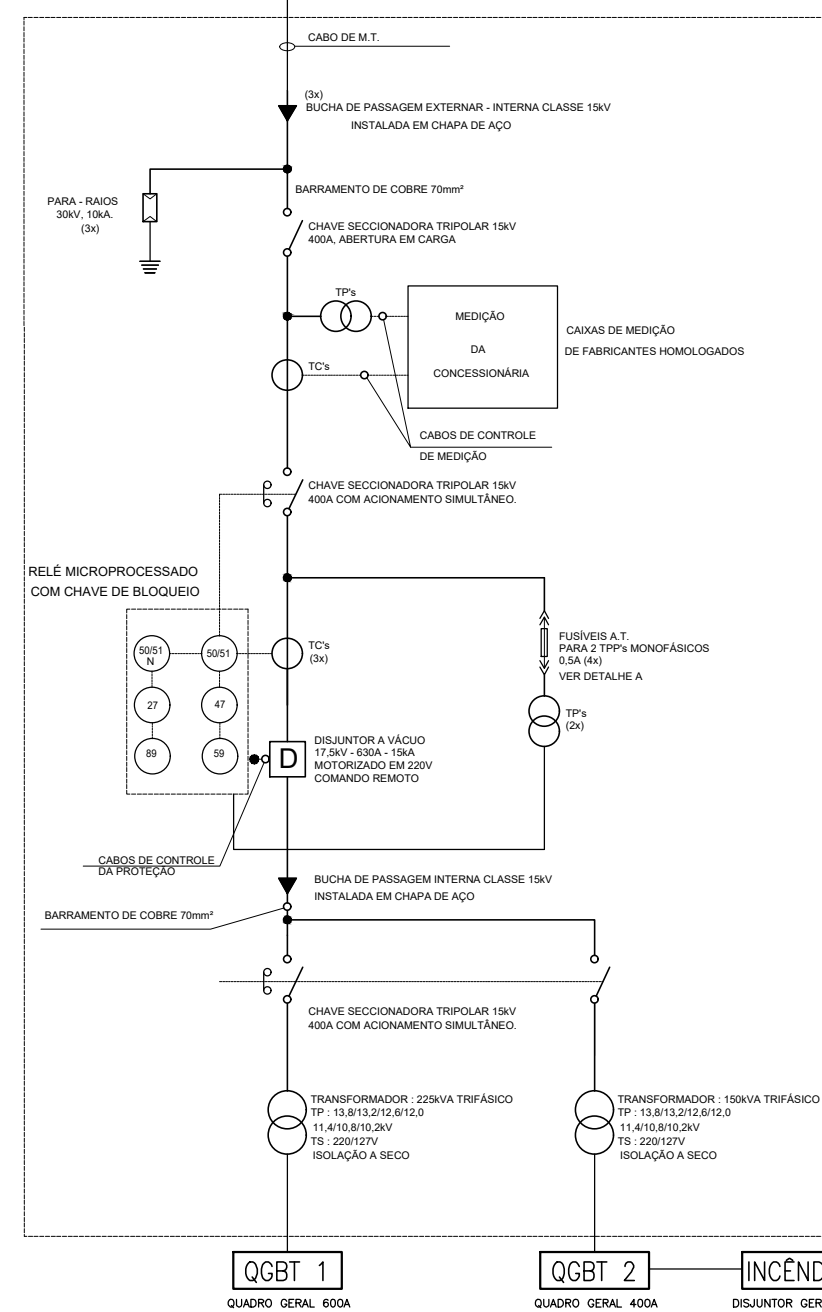 CABO DE M.T.
(3x)
BUCHA DE PASSAGEM EXTERNAR - INTERNA CLASSE 15kV
INSTALADA EM CHAPA DE AÇO
BARRAMENTO DE COBRE 70mm²
PARA - RAIOS
30kV, 10kA.
(3x)
CHAVE SECCIONADORA TRIPOLAR 15kV
400A, ABERTURA EM CARGA
TP's
MEDIÇÃO
DA
CONCESSIONÁRIA
CAIXAS DE MEDIÇÃO
DE FABRICANTES HOMOLOGADOS
TC's
CABOS DE CONTROLE
DE MEDIÇÃO
CHAVE SECCIONADORA TRIPOLAR 15kV
400A COM ACIONAMENTO SIMULTÂNEO.
RELÉ MICROPROCESSADO
COM CHAVE DE BLOQUEIO
50/51
N
50/51
27
47
89
59
TC's
(3x)
FUSÍVEIS A.T.
PARA 2 TPP's MONOFÁSICOS
0,5A (4x)
VER DETALHE A
TP's
(2x)
D
DISJUNTOR A VÁCUO
17,5kV - 630A - 15kA
MOTORIZADO EM 220V
COMANDO REMOTO
CABOS DE CONTROLE
DA PROTEÇÃO
BUCHA DE PASSAGEM INTERNA CLASSE 15kV
INSTALADA EM CHAPA DE AÇO
BARRAMENTO DE COBRE 70mm²
CHAVE SECCIONADORA TRIPOLAR 15kV
400A COM ACIONAMENTO SIMULTÂNEO.
TRANSFORMADOR : 225kVA TRIFÁSICO
TP : 13,8/13,2/12,6/12,0
11,4/10,8/10,2kV
TS : 220/127V
ISOLAÇÃO A SECO
TRANSFORMADOR : 150kVA TRIFÁSICO
TP : 13,8/13,2/12,6/12,0
11,4/10,8/10,2kV
TS : 220/127V
ISOLAÇÃO A SECO
QGBT 1
QUADRO GERAL 600A
QGBT 2
QUADRO GERAL 400A
INCÊND
DISJUNTOR GER